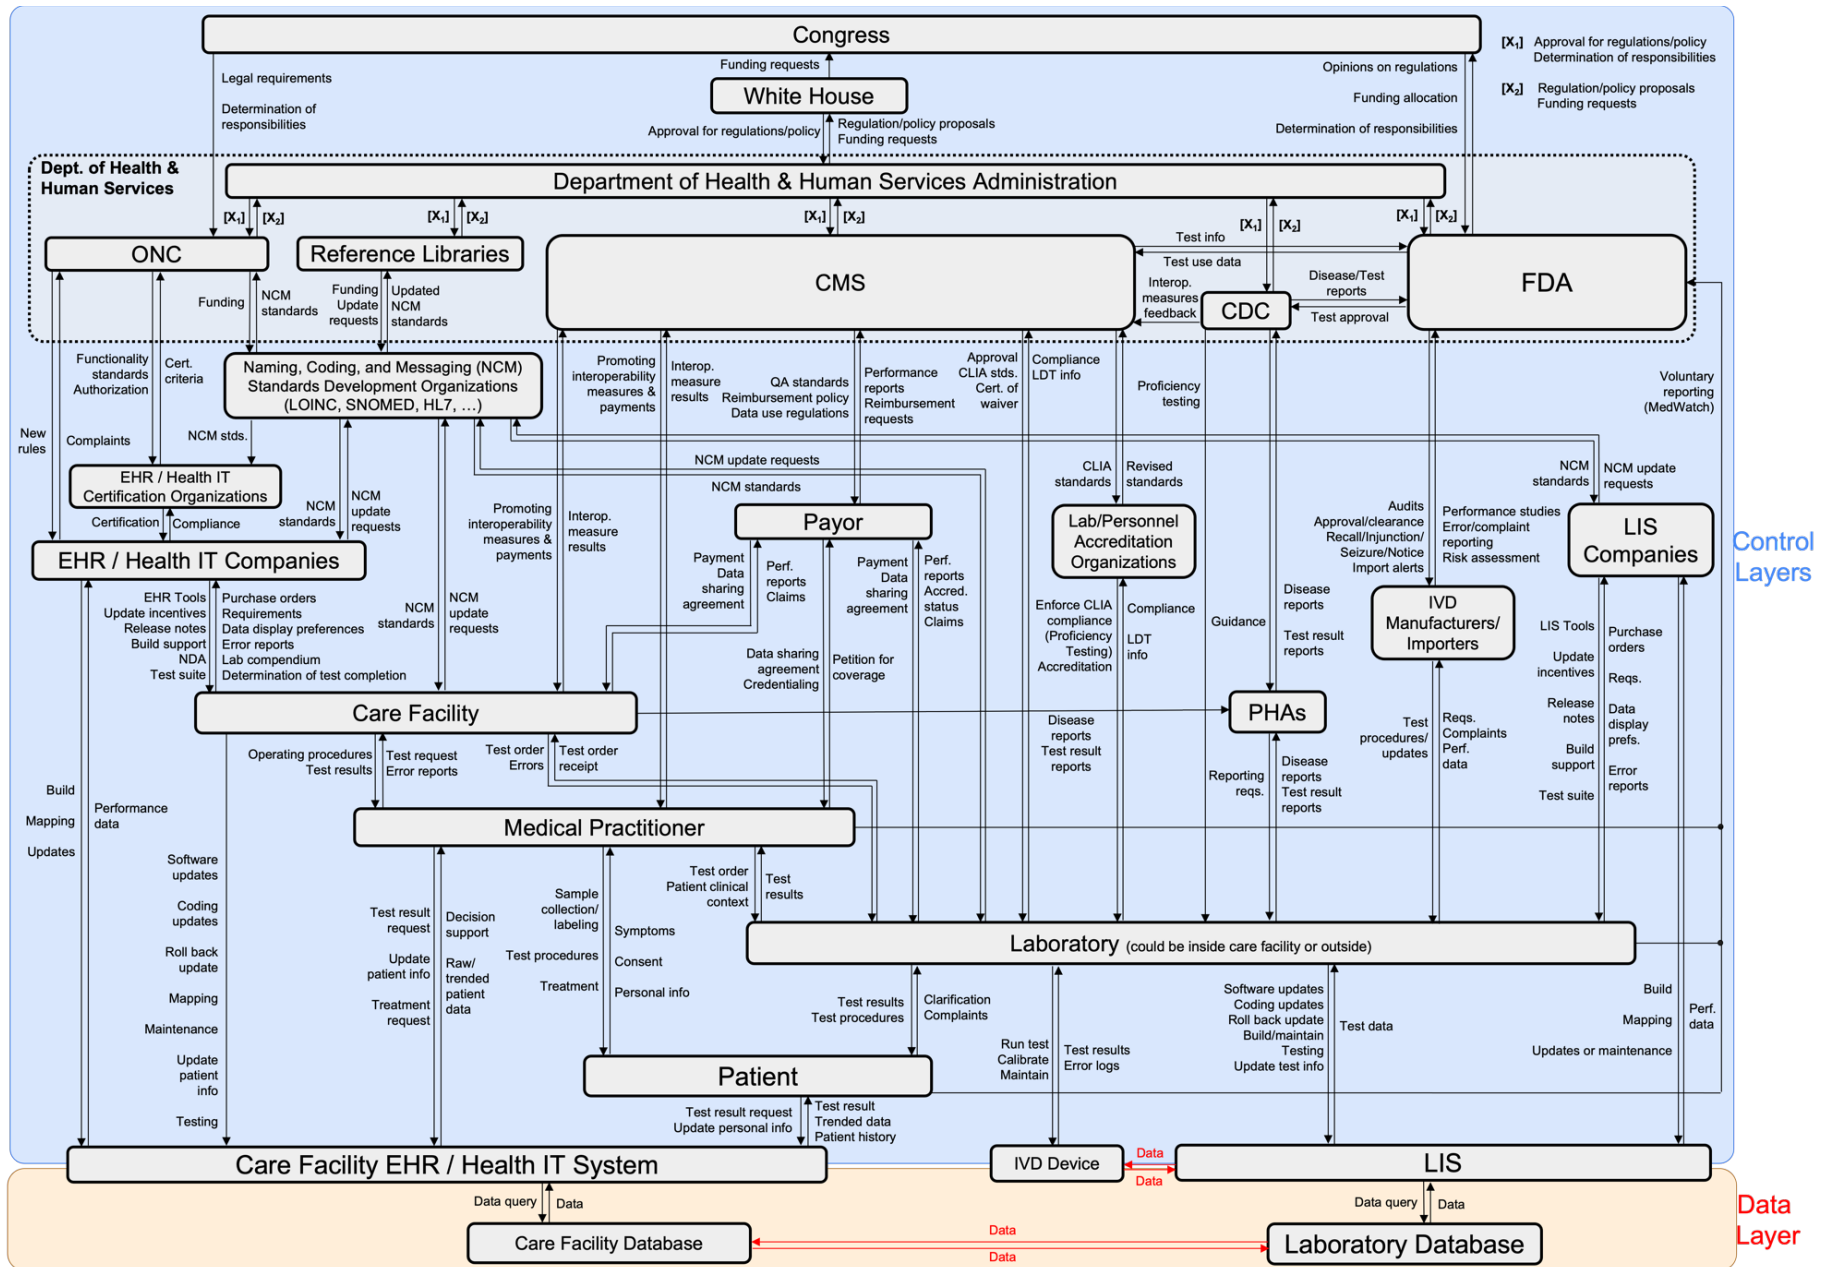 Congress
[X₁] Approval for regulations/policy
Determination of responsibilities
[X₂] Regulation/policy proposals
Funding requests
Funding requests
White House
Legal requirements
Determination of
responsibilities
Opinions on regulations
Funding allocation
Determination of responsibilities
Approval for regulations/policy
Regulation/policy proposals
Funding requests
Dept. of Health &
Human Services
Department of Health & Human Services Administration
[X₁] [X₂]
[X₁] [X₂]
[X₁] [X₂]
[X₁] [X₂]
[X₁] [X₂]
ONC
Reference Libraries
CMS
Test info
Test use data
Interop.
measures
feedback
CDC
Disease/Test
reports
Test approval
FDA
Funding
NCM
standards
Funding
Update
requests
Updated
NCM
standards
Functionality
standards
Authorization
Cert.
criteria
Naming, Coding, and Messaging (NCM)
Standards Development Organizations
(LOINC, SNOMED, HL7, …)
Promoting
interoperability
measures &
payments
Interop.
measure
results
QA standards
Reimbursement policy
Data use regulations
Performance
reports
Reimbursement
requests
Approval
CLIA stds.
Cert. of
waiver
Compliance
LDT info
Proficiency
testing
Voluntary
reporting
(MedWatch)
New
rules
Complaints
NCM stds.
EHR / Health IT
Certification Organizations
Certification
Compliance
NCM
standards
NCM
update
requests
NCM update requests
NCM standards
Promoting
interoperability
measures &
payments
Interop.
measure
results
Payor
CLIA
standards
Revised
standards
Lab/Personnel
Accreditation
Organizations
Audits
Approval/clearance
Recall/Injunction/
Seizure/Notice
Import alerts
Performance studies
Error/complaint
reporting
Risk assessment
NCM
standards
NCM update
requests
LIS
Companies
Control
Layers
EHR / Health IT Companies
EHR Tools
Update incentives
Release notes
Build support
NDA
Test suite
Purchase orders
Requirements
Data display preferences
Error reports
Lab compendium
Determination of test completion
NCM
standards
NCM
update
requests
Payment
Data
sharing
agreement
Perf.
reports
Claims
Payment
Data
sharing
agreement
Perf.
reports
Accred.
status
Claims
Data sharing
agreement
Credentialing
Petition for
coverage
Enforce CLIA
compliance
(Proficiency
Testing)
Accreditation
Compliance
LDT
info
Guidance
Disease
reports
Test result
reports
IVD
Manufacturers/
Importers
LIS Tools
Update
incentives
Release
notes
Build
support
Test suite
Purchase
orders
Reqs.
Data
display
prefs.
Error
reports
Care Facility
PHAs
Operating procedures
Test results
Test request
Error reports
Test order
Errors
Test order
receipt
Disease
reports
Test result
reports
Reporting
reqs.
Disease
reports
Test result
reports
Test
procedures/
updates
Reqs.
Complaints
Perf.
data
Build
Mapping
Updates
Performance
data
Medical Practitioner
Software
updates
Coding
updates
Roll back
update
Mapping
Maintenance
Update
patient
info
Testing
Test result
request
Update
patient info
Treatment
request
Decision
support
Raw/
trended
patient
data
Sample
collection/
labeling
Test procedures
Treatment
Symptoms
Consent
Personal info
Test order
Patient clinical
context
Test
results
Laboratory (could be inside care facility or outside)
Test results
Test procedures
Clarification
Complaints
Run test
Calibrate
Maintain
Test results
Error logs
Software updates
Coding updates
Roll back update
Build/maintain
Testing
Update test info
Test data
Build
Mapping
Updates or maintenance
Perf.
data
Patient
Test result request
Update personal info
Test result
Trended data
Patient history
Care Facility EHR / Health IT System
IVD Device
Data
Data
LIS
Data query
Data
Data query
Data
Care Facility Database
Data
Data
Laboratory Database
Data
Layer